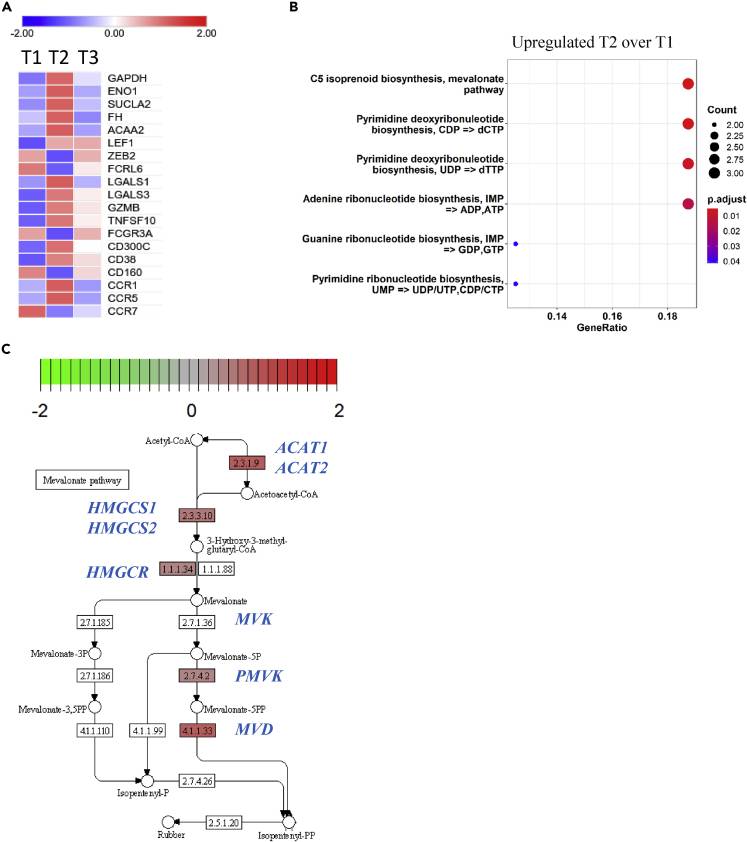 A
-2.00
0.00
2.00
T1 T2 T3
GAPDH
ENO1
SUCLA2
FH
ACAA2
LEF1
ZEB2
FCRL6
LGALS1
LGALS3
GZMB
TNFSF10
FCGR3A
CD300C
CD38
CD160
CCR1
CCR5
CCR7
B
Upregulated T2 over T1
C5 isoprenoid biosynthesis, mevalonate
pathway
Pyrimidine deoxyribonuleotide
biosynthesis, CDP => dCTP
Pyrimidine deoxyribonuleotide
biosynthesis, UDP => dTTP
Adenine ribonucleotide biosynthesis, IMP
=> ADP,ATP
Guanine ribonucleotide biosynthesis, IMP
=> GDP,GTP
Pyrimidine ribonucleotide biosynthesis,
UMP => UDP/UTP,CDP/CTP
0.14
0.16
0.18
GeneRatio
Count
2.00
2.25
2.50
2.75
3.00
p.adjust
0.01
0.02
0.03
0.04
C
-2
0
2
Mevalonate pathway
Acetyl-CoA
2.3.1.9
ACAT1
ACAT2
Acetoacetyl-CoA
HMGCS1
HMGCS2
2.3.3.10
3-Hydroxy-3-methyl-
glutaryl-CoA
HMGCR
1.1.1.34
1.1.1.88
Mevalonate
2.7.1.185
2.7.1.36
MVK
Mevalonate-3P
Mevalonate-5P
2.7.1.186
2.7.4.2
PMVK
Mevalonate-3,5PP
Mevalonate-5PP
4.1.1.110
4.1.1.99
4.1.1.33
MVD
2.7.4.26
Isopentenyl-P
2.5.1.20
Rubber
Isopentenyl-PP